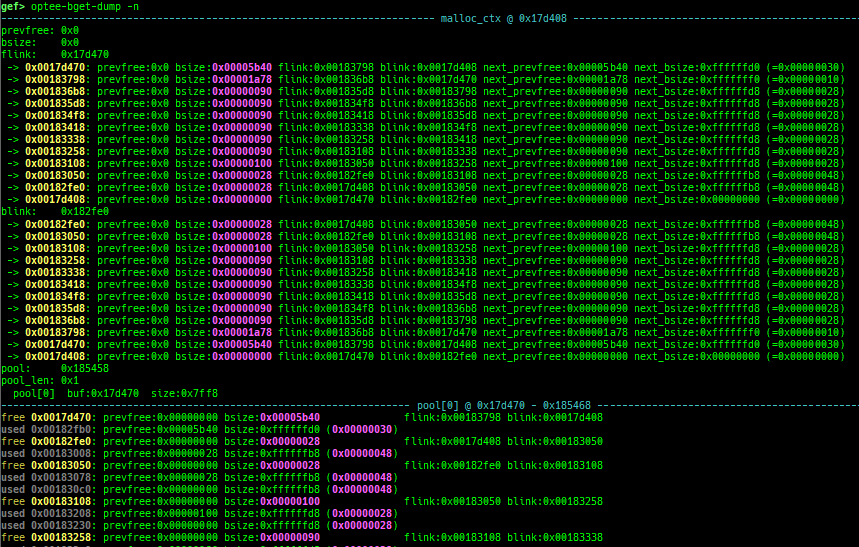 gef> optee-bget-dump -n
malloc_ctx @ 0x17d408
prevfree: 0x0
bsize:    0x0
flink:    0x17d470
 -> 0x0017d470: prevfree:0x0 bsize:0x00005b40 flink:0x00183798 blink:0x0017d408 next_prevfree:0x00005b40 next_bsize:0xffffffd0 (=0x00000030)
 -> 0x00183798: prevfree:0x0 bsize:0x00001a78 flink:0x001836b8 blink:0x0017d470 next_prevfree:0x00001a78 next_bsize:0xfffffff0 (=0x00000010)
 -> 0x001836b8: prevfree:0x0 bsize:0x00000090 flink:0x001835d8 blink:0x00183798 next_prevfree:0x00000090 next_bsize:0xffffffd8 (=0x00000028)
 -> 0x001835d8: prevfree:0x0 bsize:0x00000090 flink:0x001834f8 blink:0x001836b8 next_prevfree:0x00000090 next_bsize:0xffffffd8 (=0x00000028)
 -> 0x001834f8: prevfree:0x0 bsize:0x00000090 flink:0x00183418 blink:0x001835d8 next_prevfree:0x00000090 next_bsize:0xffffffd8 (=0x00000028)
 -> 0x00183418: prevfree:0x0 bsize:0x00000090 flink:0x00183338 blink:0x001834f8 next_prevfree:0x00000090 next_bsize:0xffffffd8 (=0x00000028)
 -> 0x00183338: prevfree:0x0 bsize:0x00000090 flink:0x00183258 blink:0x00183418 next_prevfree:0x00000090 next_bsize:0xffffffd8 (=0x00000028)
 -> 0x00183258: prevfree:0x0 bsize:0x00000090 flink:0x00183108 blink:0x00183338 next_prevfree:0x00000090 next_bsize:0xffffffd8 (=0x00000028)
 -> 0x00183108: prevfree:0x0 bsize:0x00000100 flink:0x00183050 blink:0x00183258 next_prevfree:0x00000100 next_bsize:0xffffffd8 (=0x00000028)
 -> 0x00183050: prevfree:0x0 bsize:0x00000028 flink:0x00182fe0 blink:0x00183108 next_prevfree:0x00000028 next_bsize:0xffffffb8 (=0x00000048)
 -> 0x00182fe0: prevfree:0x0 bsize:0x00000028 flink:0x0017d408 blink:0x00183050 next_prevfree:0x00000028 next_bsize:0xffffffb8 (=0x00000048)
 -> 0x0017d408: prevfree:0x0 bsize:0x00000000 flink:0x0017d470 blink:0x00182fe0 next_prevfree:0x00000000 next_bsize:0x00000000 (=0x00000000)
blink:    0x182fe0
 -> 0x00182fe0: prevfree:0x0 bsize:0x00000028 flink:0x0017d408 blink:0x00183050 next_prevfree:0x00000028 next_bsize:0xffffffb8 (=0x00000048)
 -> 0x00183050: prevfree:0x0 bsize:0x00000028 flink:0x00182fe0 blink:0x00183108 next_prevfree:0x00000028 next_bsize:0xffffffb8 (=0x00000048)
 -> 0x00183108: prevfree:0x0 bsize:0x00000100 flink:0x00183050 blink:0x00183258 next_prevfree:0x00000100 next_bsize:0xffffffd8 (=0x00000028)
 -> 0x00183258: prevfree:0x0 bsize:0x00000090 flink:0x00183108 blink:0x00183338 next_prevfree:0x00000090 next_bsize:0xffffffd8 (=0x00000028)
 -> 0x00183338: prevfree:0x0 bsize:0x00000090 flink:0x00183258 blink:0x00183418 next_prevfree:0x00000090 next_bsize:0xffffffd8 (=0x00000028)
 -> 0x00183418: prevfree:0x0 bsize:0x00000090 flink:0x00183338 blink:0x001834f8 next_prevfree:0x00000090 next_bsize:0xffffffd8 (=0x00000028)
 -> 0x001834f8: prevfree:0x0 bsize:0x00000090 flink:0x00183418 blink:0x001835d8 next_prevfree:0x00000090 next_bsize:0xffffffd8 (=0x00000028)
 -> 0x001835d8: prevfree:0x0 bsize:0x00000090 flink:0x001834f8 blink:0x001836b8 next_prevfree:0x00000090 next_bsize:0xffffffd8 (=0x00000028)
 -> 0x001836b8: prevfree:0x0 bsize:0x00000090 flink:0x001835d8 blink:0x00183798 next_prevfree:0x00000090 next_bsize:0xffffffd8 (=0x00000028)
 -> 0x00183798: prevfree:0x0 bsize:0x00001a78 flink:0x001836b8 blink:0x0017d470 next_prevfree:0x00001a78 next_bsize:0xfffffff0 (=0x00000010)
 -> 0x0017d470: prevfree:0x0 bsize:0x00005b40 flink:0x00183798 blink:0x0017d408 next_prevfree:0x00005b40 next_bsize:0xffffffd0 (=0x00000030)
 -> 0x0017d408: prevfree:0x0 bsize:0x00000000 flink:0x0017d470 blink:0x00182fe0 next_prevfree:0x00000000 next_bsize:0x00000000 (=0x00000000)
pool:     0x185458
pool_len: 0x1
  pool[0]  buf:0x17d470  size:0x7ff8
pool[0] @ 0x17d470 - 0x185468
free 0x0017d470: prevfree:0x00000000 bsize:0x00005b40 flink:0x00183798 blink:0x0017d408
used 0x00182fb0: prevfree:0x00005b40 bsize:0xffffffd0 (0x00000030)
free 0x00182fe0: prevfree:0x00000000 bsize:0x00000028 flink:0x0017d408 blink:0x00183050
used 0x00183008: prevfree:0x00000028 bsize:0xffffffb8 (0x00000048)
free 0x00183050: prevfree:0x00000000 bsize:0x00000028 flink:0x00182fe0 blink:0x00183108
used 0x00183078: prevfree:0x00000028 bsize:0xffffffb8 (0x00000048)
used 0x001830c0: prevfree:0x00000000 bsize:0xffffffb8 (0x00000048)
free 0x00183108: prevfree:0x00000000 bsize:0x00000100 flink:0x00183050 blink:0x00183258
used 0x00183208: prevfree:0x00000100 bsize:0xffffffd8 (0x00000028)
used 0x00183230: prevfree:0x00000000 bsize:0xffffffd8 (0x00000028)
free 0x00183258: prevfree:0x00000000 bsize:0x00000090 flink:0x00183108 blink:0x00183338